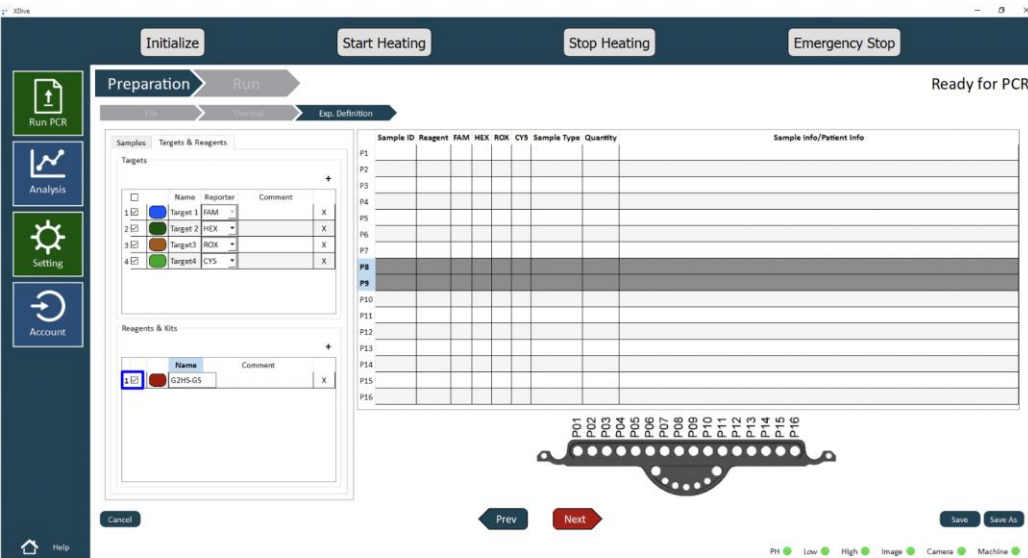 XDive
Initialize
Start Heating
Stop Heating
Emergency Stop
Preparation
Run
Ready for PCR
File
Thermal
Exp. Definition
Run PCR
Analysis
Setting
Account
Help
Samples
Targets & Reagents
Targets
+
Name Reporter Comment
1 Target 1 FAM X
2 Target 2 HEX X
3 Target3 ROX X
4 Target4 CY5 X
Reagents & Kits
+
Name Comment
1 G2HS-GS X
Sample ID Reagent FAM HEX ROX CY5 Sample Type Quantity Sample Info/Patient Info
P1
P2
P3
P4
P5
P6
P7
P8
P9
P10
P11
P12
P13
P14
P15
P16
P01 P02 P03 P04 P05 P06 P07 P08 P09 P10 P11 P12 P13 P14 P15 P16
Cancel
Prev
Next
Save
Save As
PH Low High Image Camera Machine